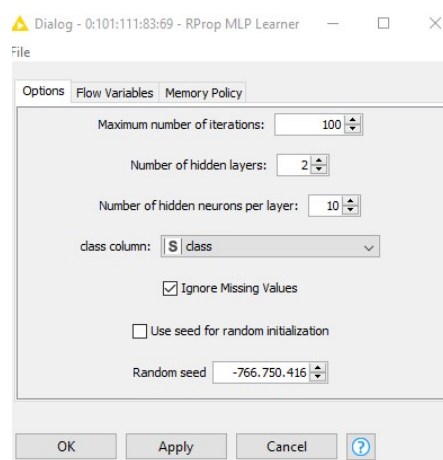 Dialog - 0:101:111:83:69 - RProp MLP Learner
File
Options Flow Variables Memory Policy
Maximum number of iterations: 100
Number of hidden layers: 2
Number of hidden neurons per layer: 10
class column: S class
Ignore Missing Values
Use seed for random initialization
Random seed -766.750.416
OK Apply Cancel ?